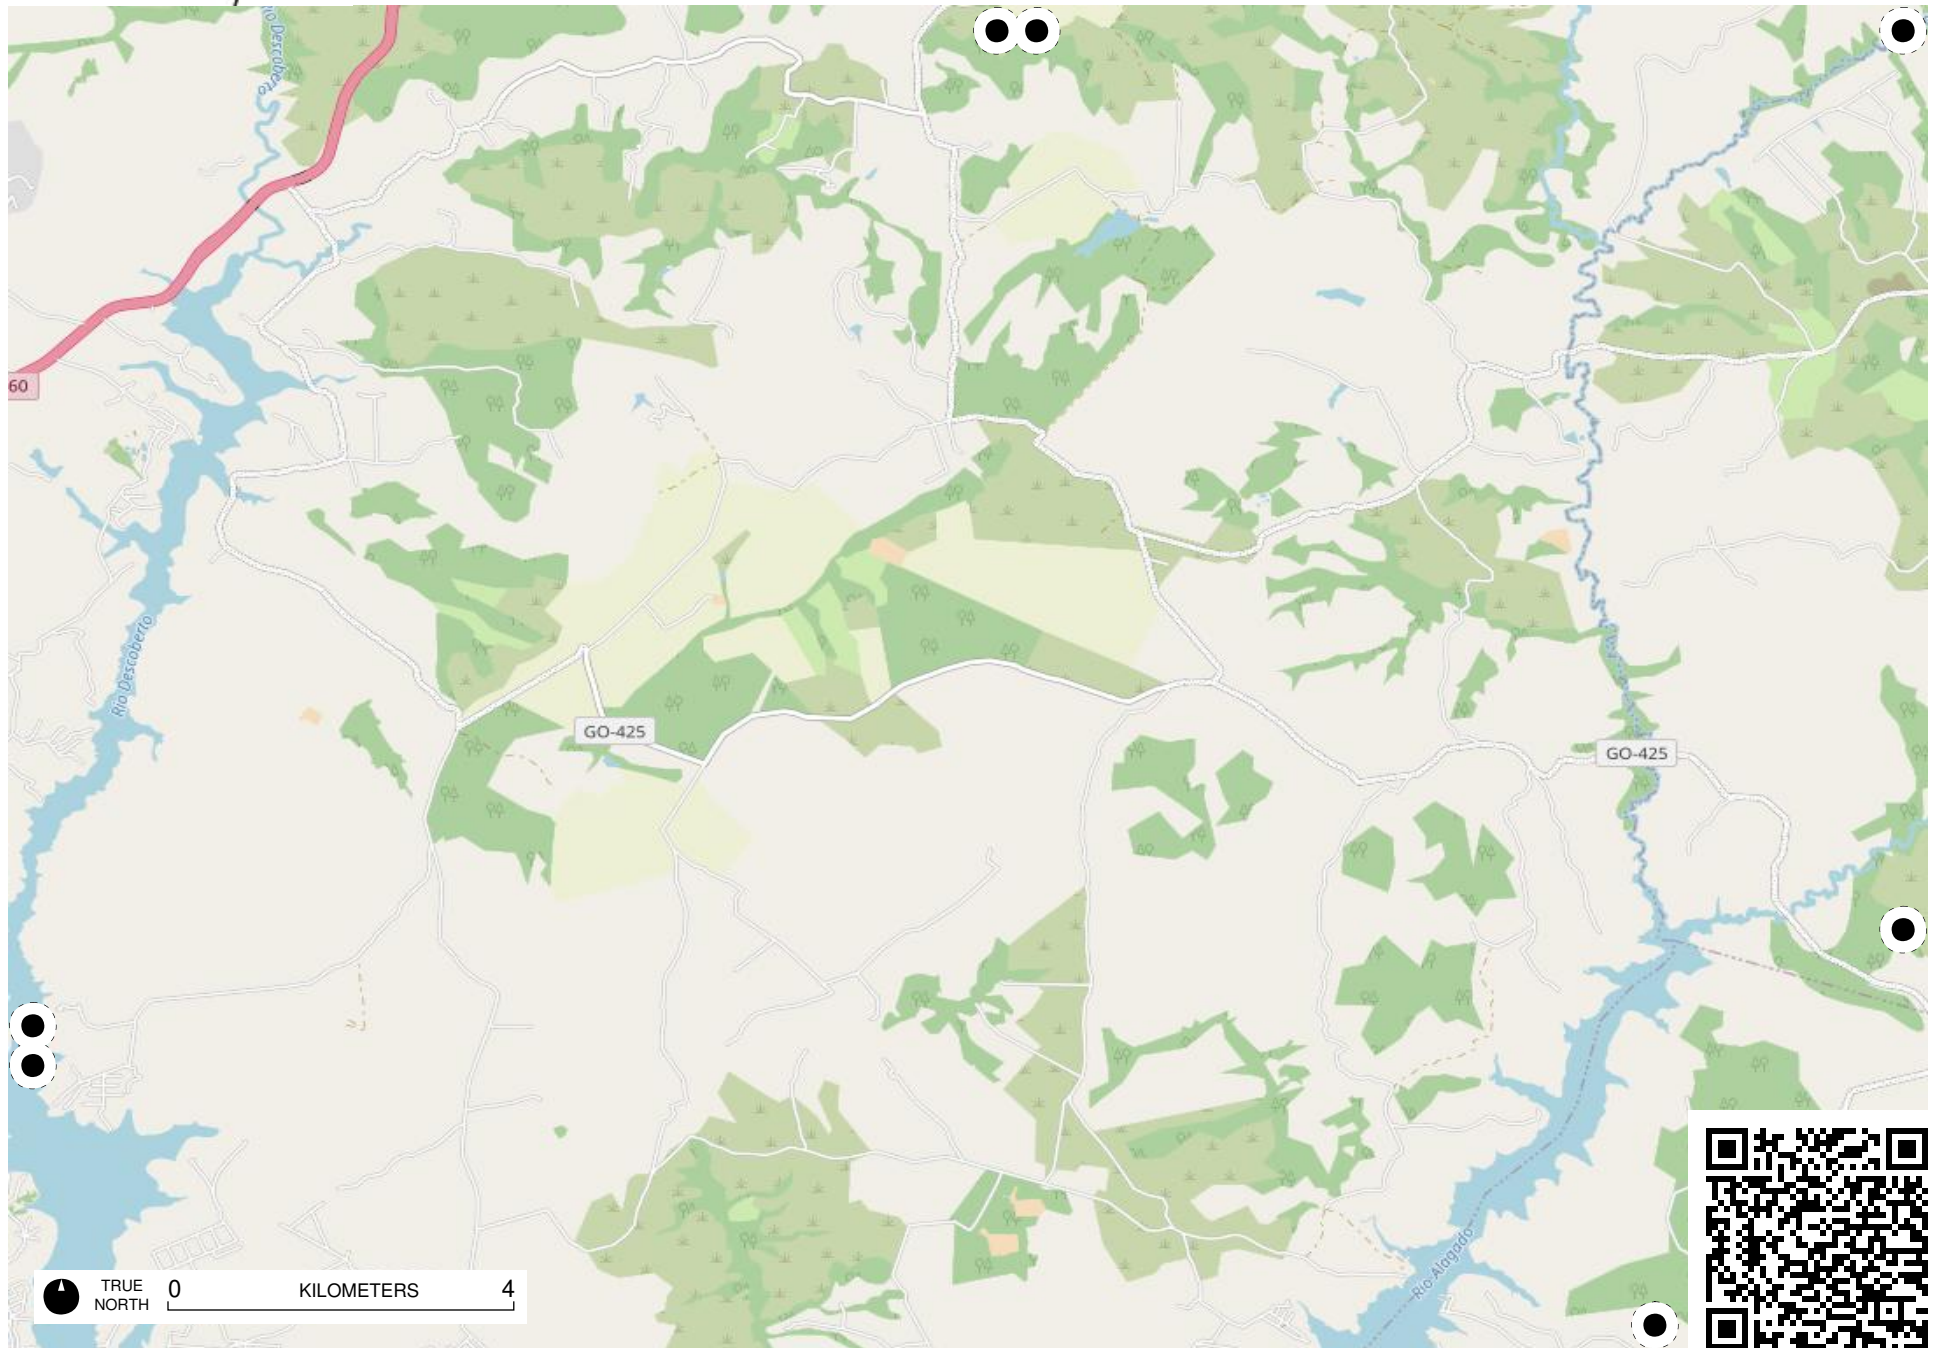 Rio Descoberto
60
Rio Descoberto
GO-425
GO-425
Rio Alagado
TRUE NORTH
0 KILOMETERS 4